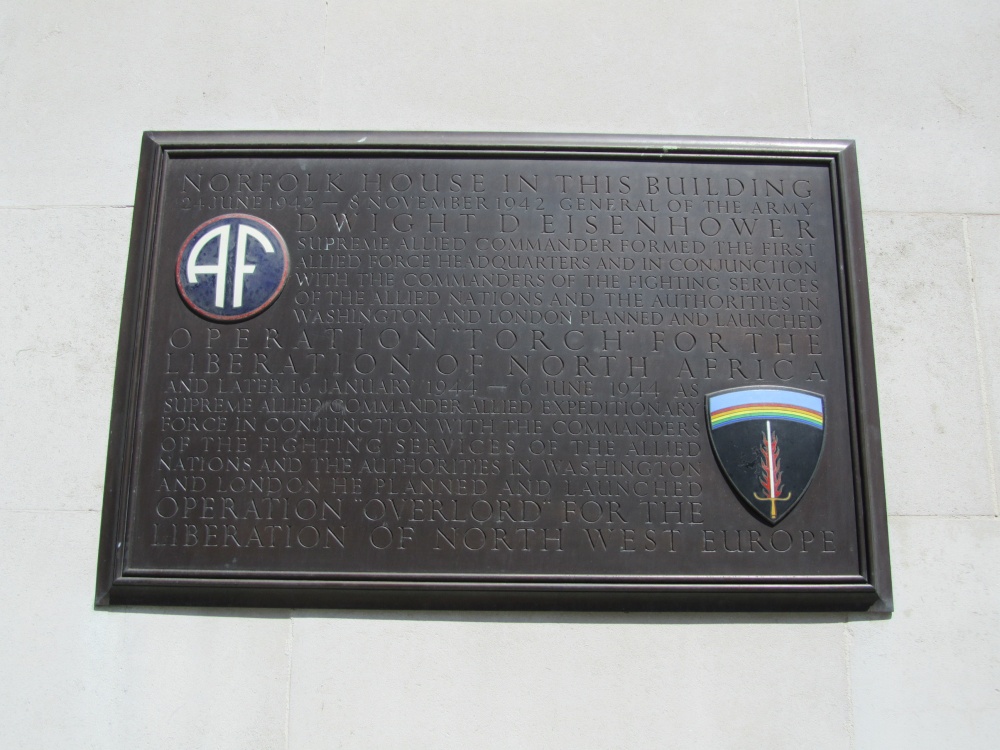 NORFOLK HOUSE IN THIS BUILDING
24 JUNE 1942 — 8 NOVEMBER 1942 GENERAL OF THE ARMY
DWIGHT D EISENHOWER
AF
SUPREME ALLIED COMMANDER FORMED THE FIRST
ALLIED FORCE HEADQUARTERS AND IN CONJUNCTION
WITH THE COMMANDERS OF THE FIGHTING SERVICES
OF THE ALLIED NATIONS AND THE AUTHORITIES IN
WASHINGTON AND LONDON PLANNED AND LAUNCHED
OPERATION "TORCH" FOR THE
LIBERATION OF NORTH AFRICA
AND LATER 16 JANUARY 1944 — 6 JUNE 1944 AS
SUPREME ALLIED COMMANDER ALLIED EXPEDITIONARY
FORCE IN CONJUNCTION WITH THE COMMANDERS
OF THE FIGHTING SERVICES OF THE ALLIED
NATIONS AND THE AUTHORITIES IN WASHINGTON
AND LONDON HE PLANNED AND LAUNCHED
OPERATION "OVERLORD" FOR THE
LIBERATION OF NORTH WEST EUROPE